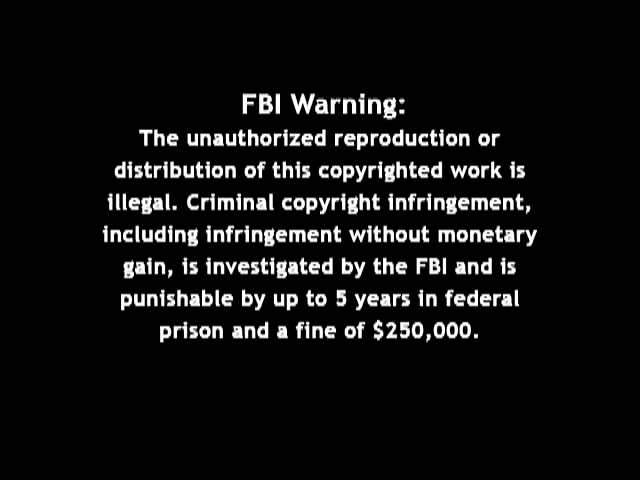 FBI Warning:
The unauthorized reproduction or
distribution of this copyrighted work is
illegal. Criminal copyright infringement,
including infringement without monetary
gain, is investigated by the FBI and is
punishable by up to 5 years in federal
prison and a fine of $250,000.